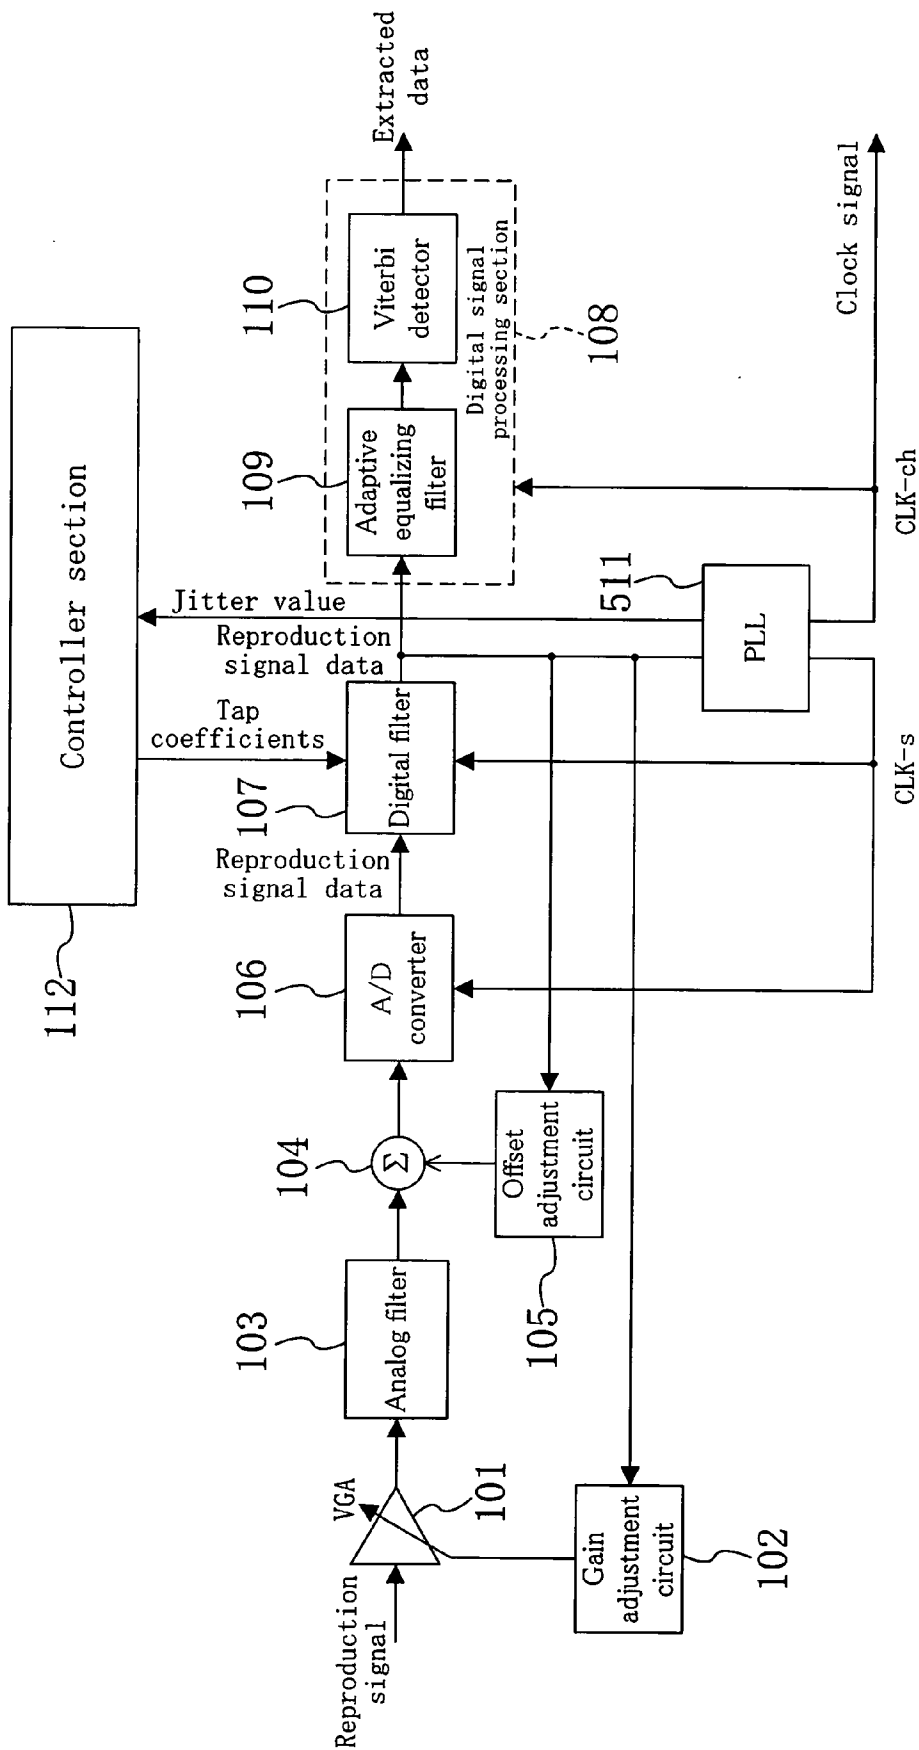 112
Controller section
Reproduction
signal
VGA
101
Gain
adjustment
circuit
102
103
Analog filter
104
Σ
Offset
adjustment
circuit
105
106
A/D
converter
Reproduction
signal data
107
Digital filter
Tap
coefficients
Reproduction
signal data
Jitter value
109
Adaptive
equalizing
filter
110
Viterbi
detector
Digital signal
processing section
108
Extracted
data
511
PLL
CLK-s
CLK-ch
Clock signal